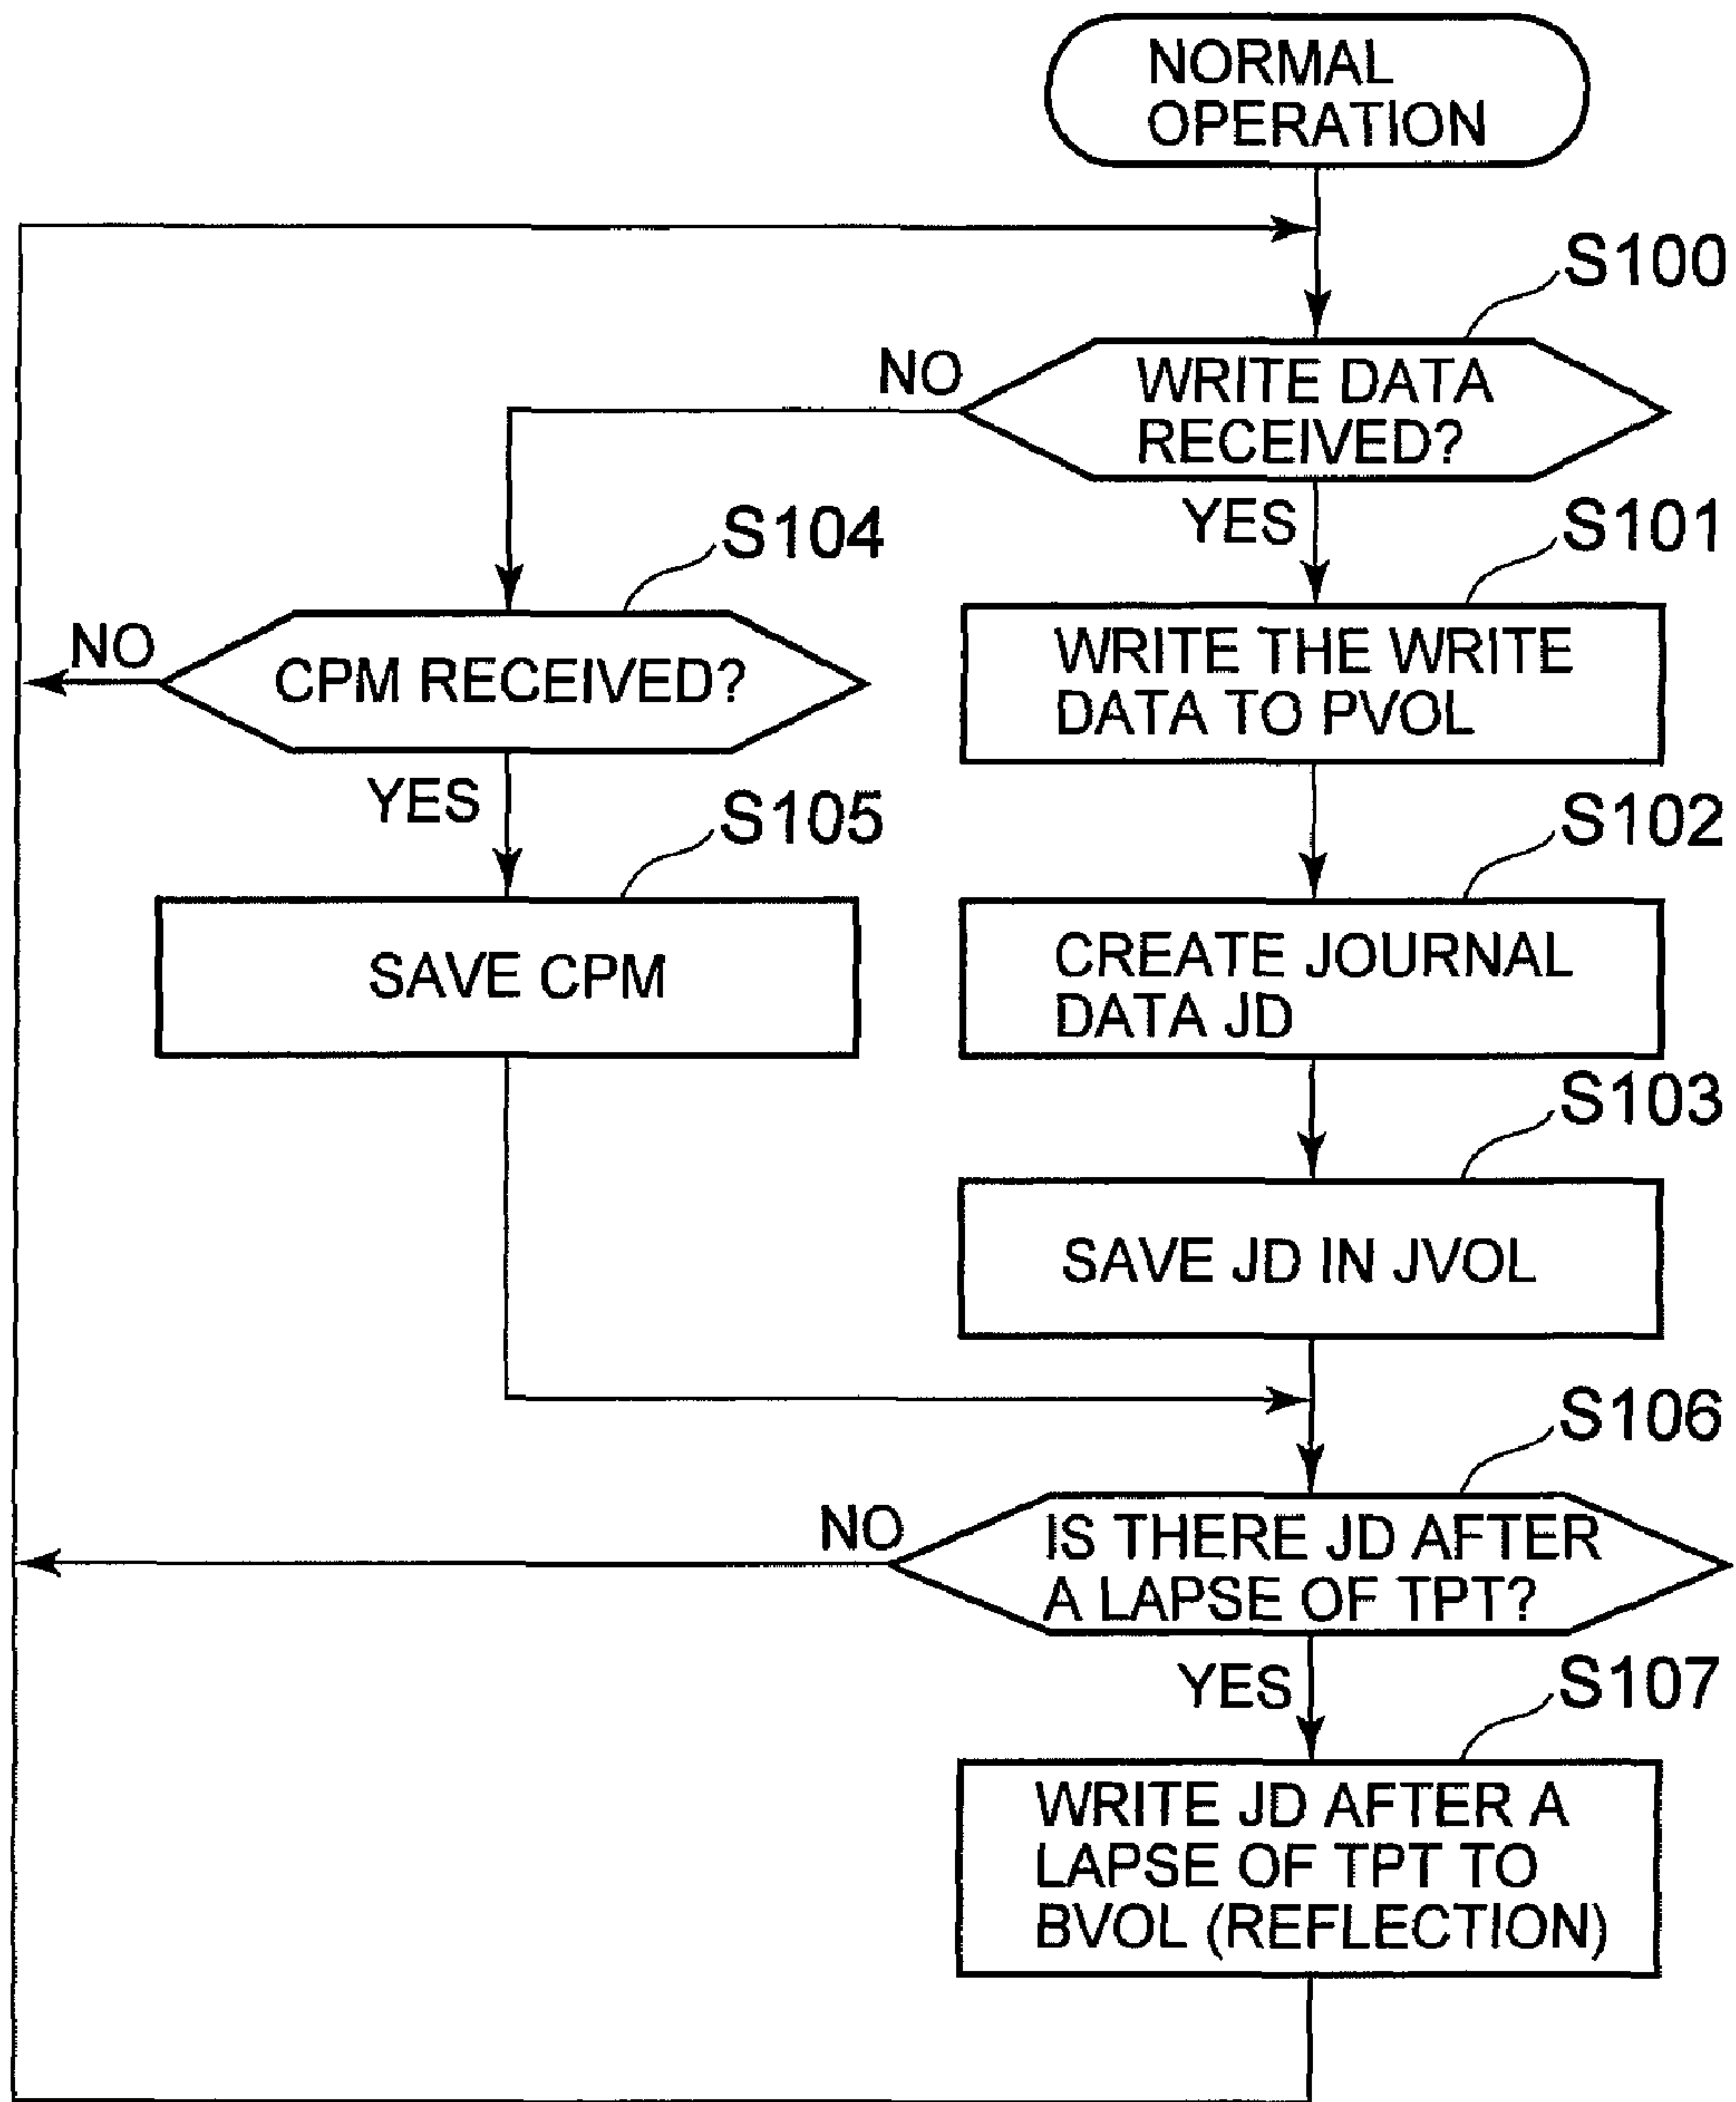 NORMAL
OPERATION
S100
WRITE DATA
RECEIVED?
NO
YES
S101
WRITE THE WRITE
DATA TO PVOL
S104
CPM RECEIVED?
NO
YES
S102
CREATE JOURNAL
DATA JD
S105
SAVE CPM
S103
SAVE JD IN JVOL
S106
IS THERE JD AFTER
A LAPSE OF TPT?
NO
YES
S107
WRITE JD AFTER A
LAPSE OF TPT TO
BVOL (REFLECTION)